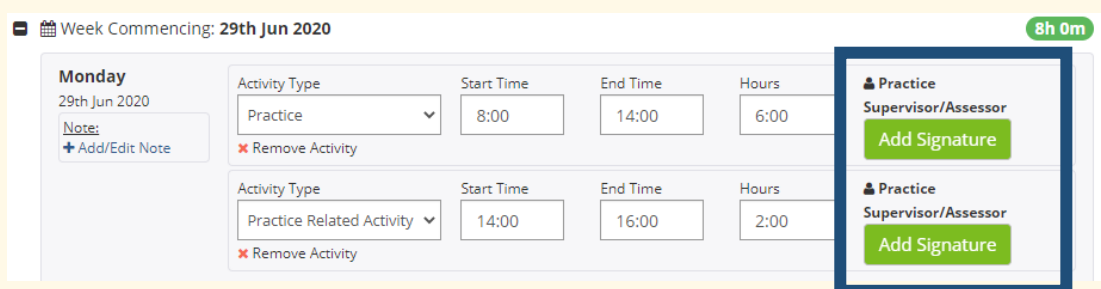 Week Commencing: 29th Jun 2020 8h 0m
Monday
29th Jun 2020
Note:
Add/Edit Note
Activity Type Start Time End Time Hours Practice
Supervisor/Assessor
Practice 8:00 14:00 6:00 Add Signature
Remove Activity
Activity Type Start Time End Time Hours Practice
Supervisor/Assessor
Practice Related Activity 14:00 16:00 2:00 Add Signature
Remove Activity